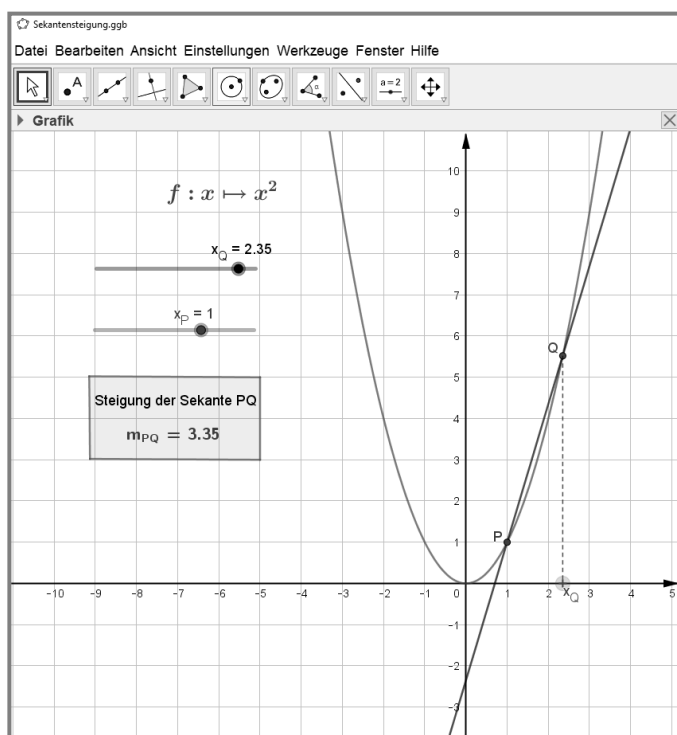 Sekantensteigung.ggb
Datei Bearbeiten Ansicht Einstellungen Werkzeuge Fenster Hilfe
A α a=2
Grafik
f : x ↦ x²
x_Q = 2.35
x_P = 1
Steigung der Sekante PQ
m_PQ = 3.35
10
9
8
7
6
Q
5
4
3
2
P
1
-10 -9 -8 -7 -6 -5 -4 -3 -2 -1 0 1 2 x_Q 3 4 5
-1
-2
-3